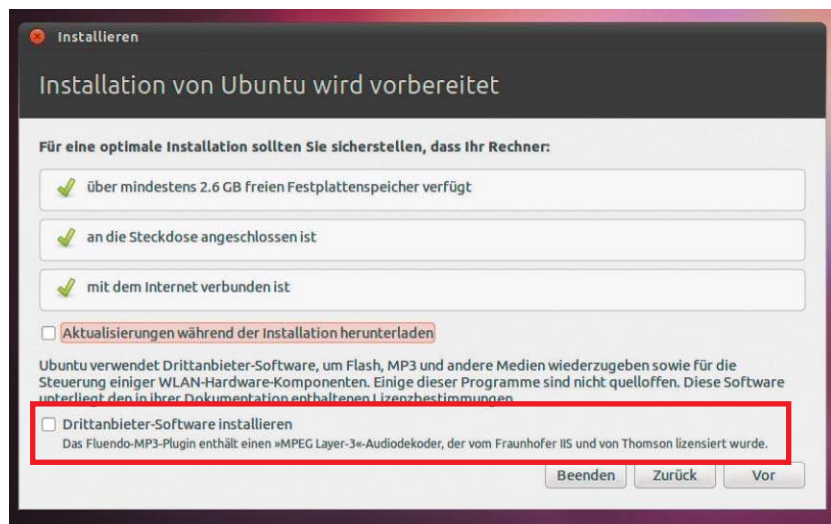 Installieren
Installation von Ubuntu wird vorbereitet
Für eine optimale Installation sollten Sie sicherstellen, dass Ihr Rechner:
über mindestens 2.6 GB freien Festplattenspeicher verfügt
an die Steckdose angeschlossen ist
mit dem Internet verbunden ist
Aktualisierungen während der Installation herunterladen
Ubuntu verwendet Drittanbieter-Software, um Flash, MP3 und andere Medien wiederzugeben sowie für die
Steuerung einiger WLAN-Hardware-Komponenten. Einige dieser Programme sind nicht quelloffen. Diese Software
unterliegt den in ihrer Dokumentation enthaltenen Lizenzbestimmungen.
Drittanbieter-Software installieren
Das Fluendo-MP3-Plugin enthält einen »MPEG Layer-3«-Audiodekoder, der vom Fraunhofer IIS und von Thomson lizensiert wurde.
Beenden Zurück Vor